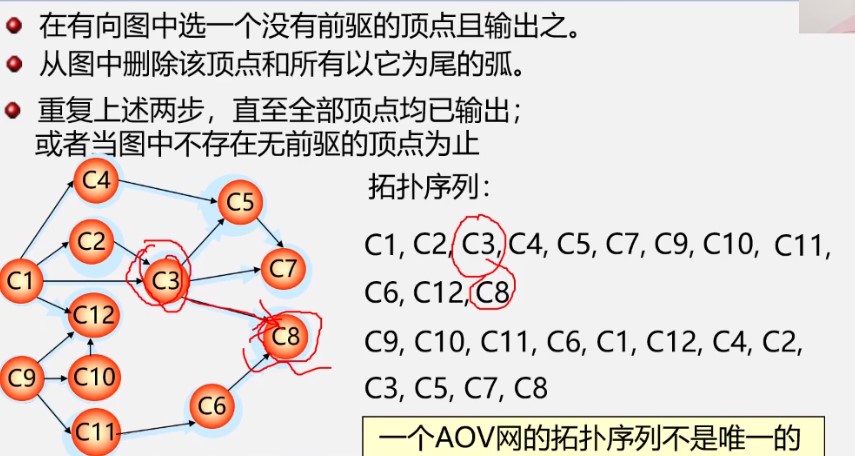 在有向图中选一个没有前驱的顶点且输出之。
从图中删除该顶点和所有以它为尾的弧。
重复上述两步，直至全部顶点均已输出；
或者当图中不存在无前驱的顶点为止
拓扑序列：
C1, C2, C3, C4, C5, C7, C9, C10, C11,
C6, C12, C8
C9, C10, C11, C6, C1, C12, C4, C2,
C3, C5, C7, C8
一个AOV网的拓扑序列不是唯一的
C4
C5
C2
C1
C3
C7
C12
C8
C9
C10
C6
C11